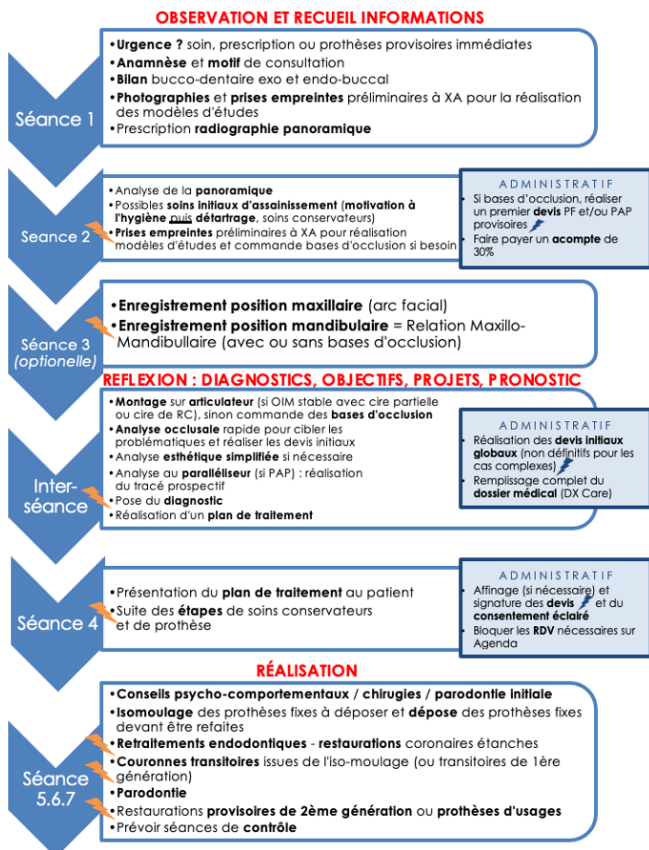 OBSERVATION ET RECUEIL INFORMATIONS
Séance 1
•Urgence ? soin, prescription ou prothèses provisoires immédiates
•Anamnèse et motif de consultation
•Bilan bucco-dentaire exo et endo-buccal
•Photographies et prises empreintes préliminaires à XA pour la réalisation
des modèles d'études
•Prescription radiographie panoramique
Seance 2
•Analyse de la panoramique
•Possibles soins initiaux d'assainissement (motivation à
l'hygiène puis détartrage, soins conservateurs)
•Prises empreintes préliminaires à XA pour réalisation
modèles d'études et commande bases d'occlusion si besoin
ADMINISTRATIF
• Si bases d'occlusion, réaliser
un premier devis PF et/ou PAP
provisoires
• Faire payer un acompte de
30%
Séance 3
(optionelle)
•Enregistrement position maxillaire (arc facial)
•Enregistrement position mandibulaire = Relation Maxillo-
Mandibullaire (avec ou sans bases d'occlusion)
REFLEXION : DIAGNOSTICS, OBJECTIFS, PROJETS, PRONOSTIC
Inter-
séance
•Montage sur articulateur (si OIM stable avec cire partielle
ou cire de RC), sinon commande des bases d'occlusion
•Analyse occlusale rapide pour cibler les
problématiques et réaliser les devis initiaux
•Analyse esthétique simplifiée si nécessaire
•Analyse au paralléliseur (si PAP) : réalisation
du tracé prospectif
•Pose du diagnostic
•Réalisation d'un plan de traitement
ADMINISTRATIF
• Réalisation des devis initiaux
globaux (non définitifs pour les
cas complexes)
• Remplissage complet du
dossier médical (DX Care)
Séance 4
•Présentation du plan de traitement au patient
•Suite des étapes de soins conservateurs
et de prothèse
ADMINISTRATIF
• Affinage (si nécessaire) et
signature des devis et du
consentement éclairé
• Bloquer les RDV nécessaires sur
Agenda
RÉALISATION
Séance
5.6.7
•Conseils psycho-comportementaux / chirugies / parodontie initiale
•Isomoulage des prothèses fixes à déposer et dépose des prothèses fixes
devant être refaites
•Retraitements endodontiques - restaurations coronaires étanches
•Couronnes transitoires issues de l'iso-moulage (ou transitoires de 1ère
génération)
•Parodontie
•Restaurations provisoires de 2ème génération ou prothèses d'usages
•Prévoir séances de contrôle